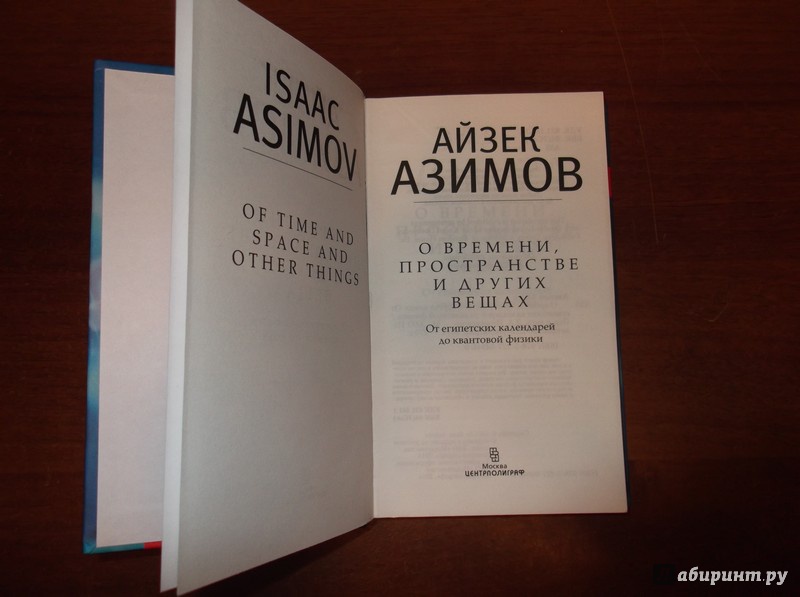 ISAAC
ASIMOV
OF TIME AND
SPACE AND
OTHER THINGS
АЙЗЕК
АЗИМОВ
О ВРЕМЕНИ,
ПРОСТРАНСТВЕ
И ДРУГИХ
ВЕЩАХ
От египетских календарей
до квантовой физики
Москва
ЦЕНТРПОЛИГРАФ
абиринт.ру